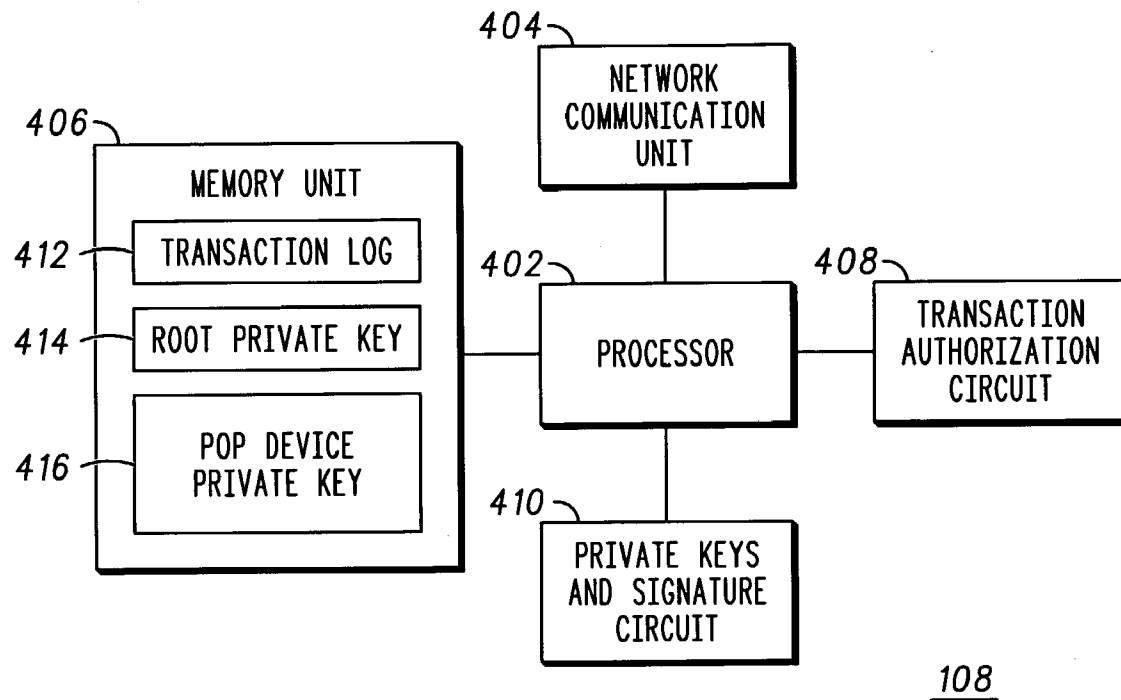 404
NETWORK
COMMUNICATION
UNIT
406
MEMORY UNIT
412
TRANSACTION LOG
414
ROOT PRIVATE KEY
416
POP DEVICE
PRIVATE KEY
402
PROCESSOR
408
TRANSACTION
AUTHORIZATION
CIRCUIT
410
PRIVATE KEYS
AND SIGNATURE
CIRCUIT
108